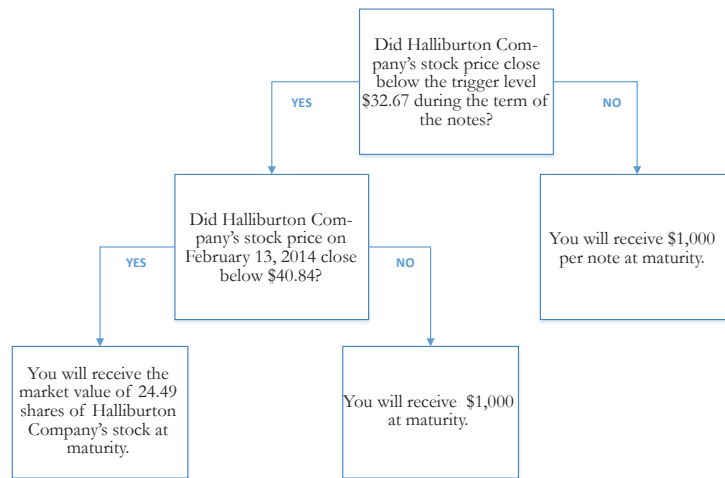 Did Halliburton Com-
pany's stock price close
below the trigger level
$32.67 during the term of
the notes?
YES
NO
Did Halliburton Com-
pany's stock price on
February 13, 2014 close
below $40.84?
You will receive $1,000
per note at maturity.
YES
NO
You will receive the
market value of 24.49
shares of Halliburton
Company's stock at
maturity.
You will receive $1,000
at maturity.